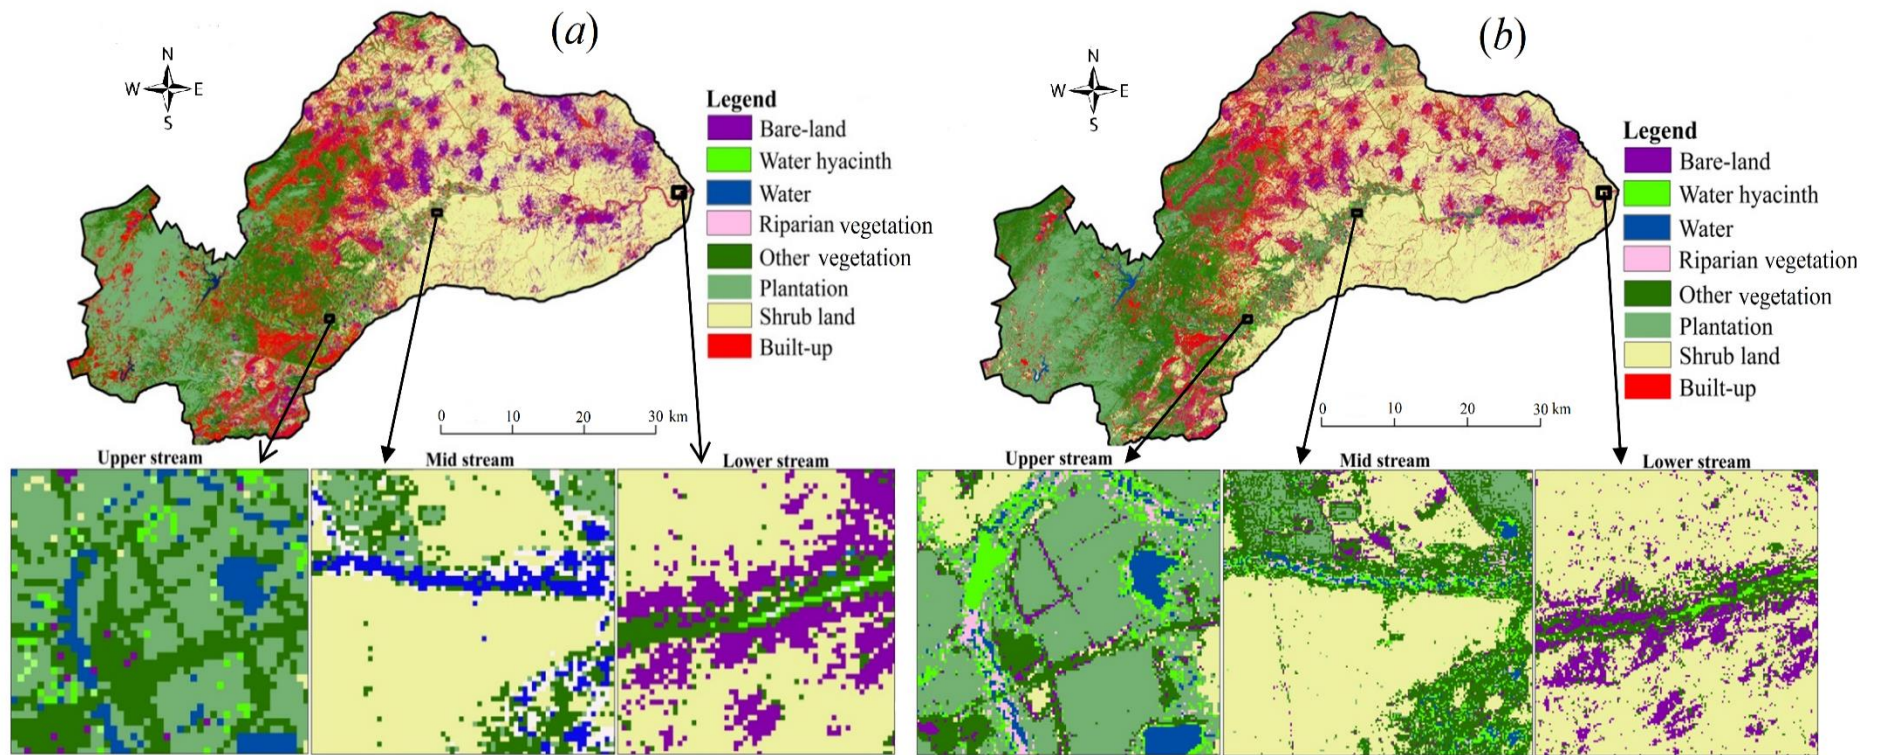 (a)
N
W E
S
Legend
Bare-land
Water hyacinth
Water
Riparian vegetation
Other vegetation
Plantation
Shrub land
Built-up
0 10 20 30 km
Upper stream
Mid stream
Lower stream
(b)
N
W E
S
Legend
Bare-land
Water hyacinth
Water
Riparian vegetation
Other vegetation
Plantation
Shrub land
Built-up
0 10 20 30 km
Upper stream
Mid stream
Lower stream